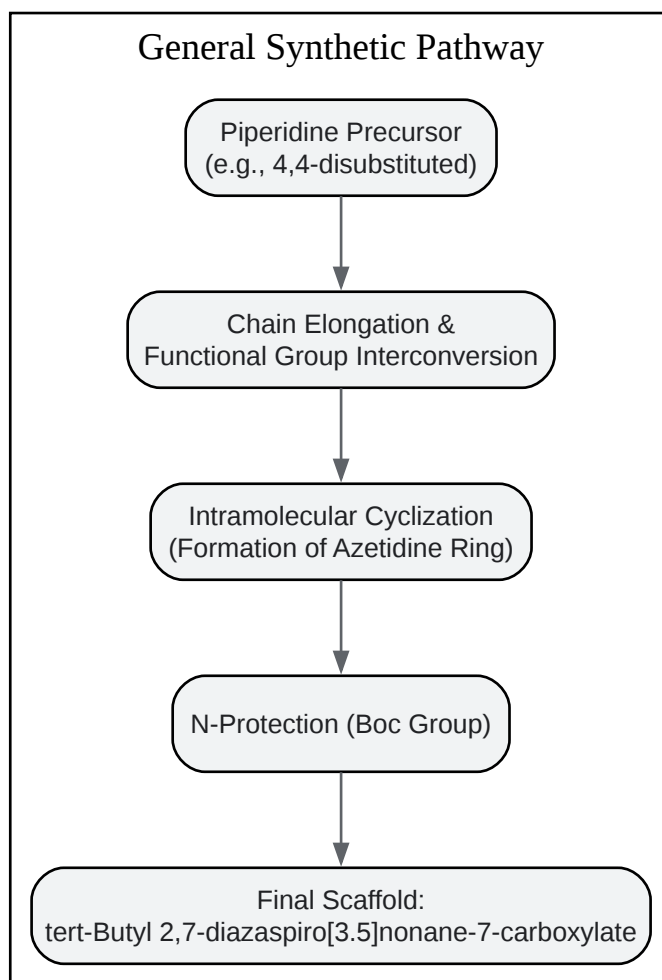 General Synthetic Pathway
Piperidine Precursor
(e.g., 4,4-disubstituted)
Chain Elongation &
Functional Group Interconversion
Intramolecular Cyclization
(Formation of Azetidine Ring)
N-Protection (Boc Group)
Final Scaffold:
tert-Butyl 2,7-diazaspiro[3.5]nonane-7-carboxylate